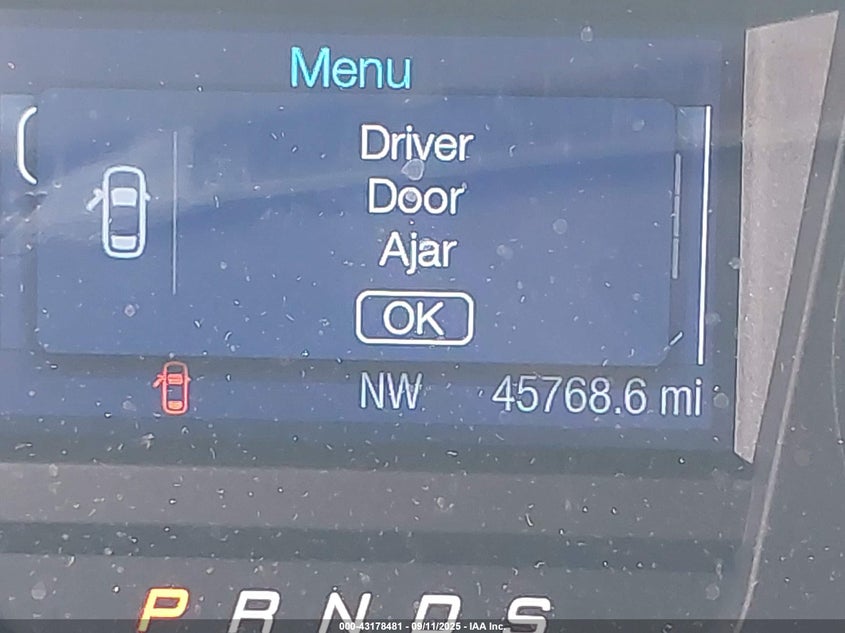 Menu
Driver
Door
Ajar
OK
NW 45768.6 mi
P R N D S
000-43178481 - 09/11/2025 - IAA Inc.